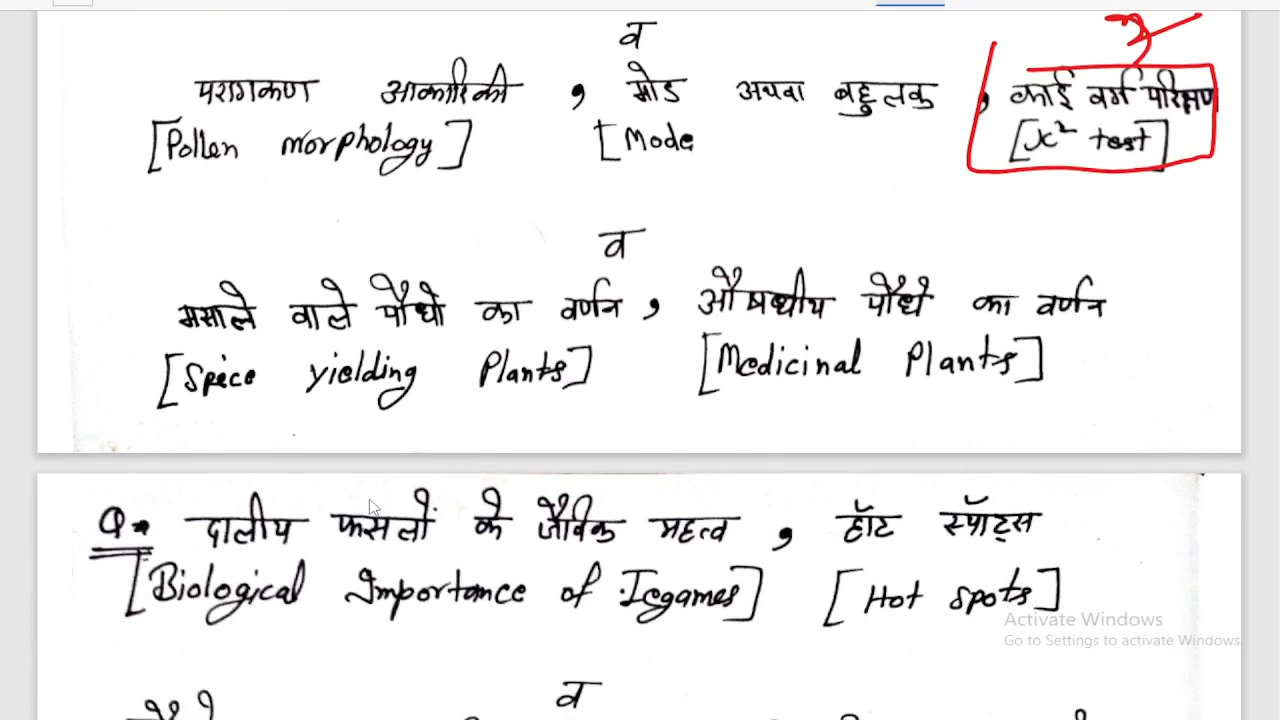 व
परागकण आकारिकी , मोड अथवा बहुलक , काई वर्ग परिक्षण
[Pollen morphology] [Mode [x² test]
व
मसाले वाले पौधो का वर्णन , औषधीय पौधे का वर्णन
[Spice yielding Plants] [Medicinal Plants]
Q- दालीय फसलों के जैविक महत्व , हॉट स्पॉट्स
[Biological Importance of Legames] [Hot spots]
Activate Windows
Go to Settings to activate Windows
व